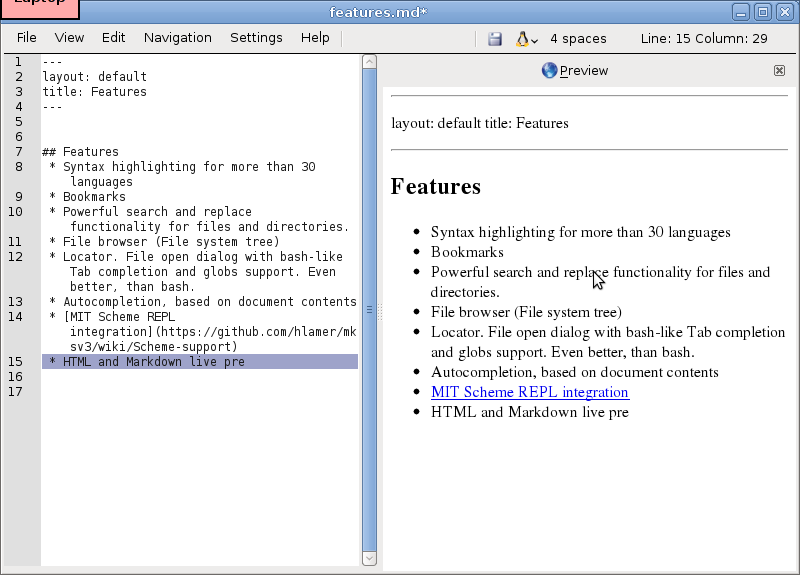 Laptop
features.md*
File View Edit Navigation Settings Help
4 spaces
Line: 15 Column: 29
1 ---
2 layout: default
3 title: Features
4 ---
5
6
7 ## Features
8 * Syntax highlighting for more than 30
languages
9 * Bookmarks
10 * Powerful search and replace
functionality for files and directories.
11 * File browser (File system tree)
12 * Locator. File open dialog with bash-like
Tab completion and globs support. Even
better, than bash.
13 * Autocompletion, based on document contents
14 * [MIT Scheme REPL
integration](https://github.com/hlamer/mk
sv3/wiki/Scheme-support)
15 * HTML and Markdown live pre
16
17
Preview
layout: default title: Features
Features
• Syntax highlighting for more than 30 languages
• Bookmarks
• Powerful search and replace functionality for files and
directories.
• File browser (File system tree)
• Locator. File open dialog with bash-like Tab completion
and globs support. Even better, than bash.
• Autocompletion, based on document contents
• MIT Scheme REPL integration
• HTML and Markdown live pre